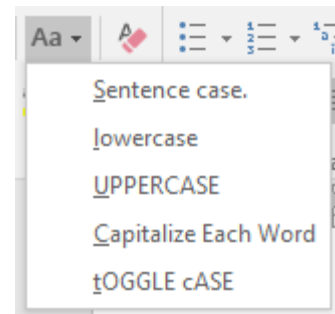 Aa
Sentence case.
lowercase
UPPERCASE
Capitalize Each Word
tOGGLE cASE